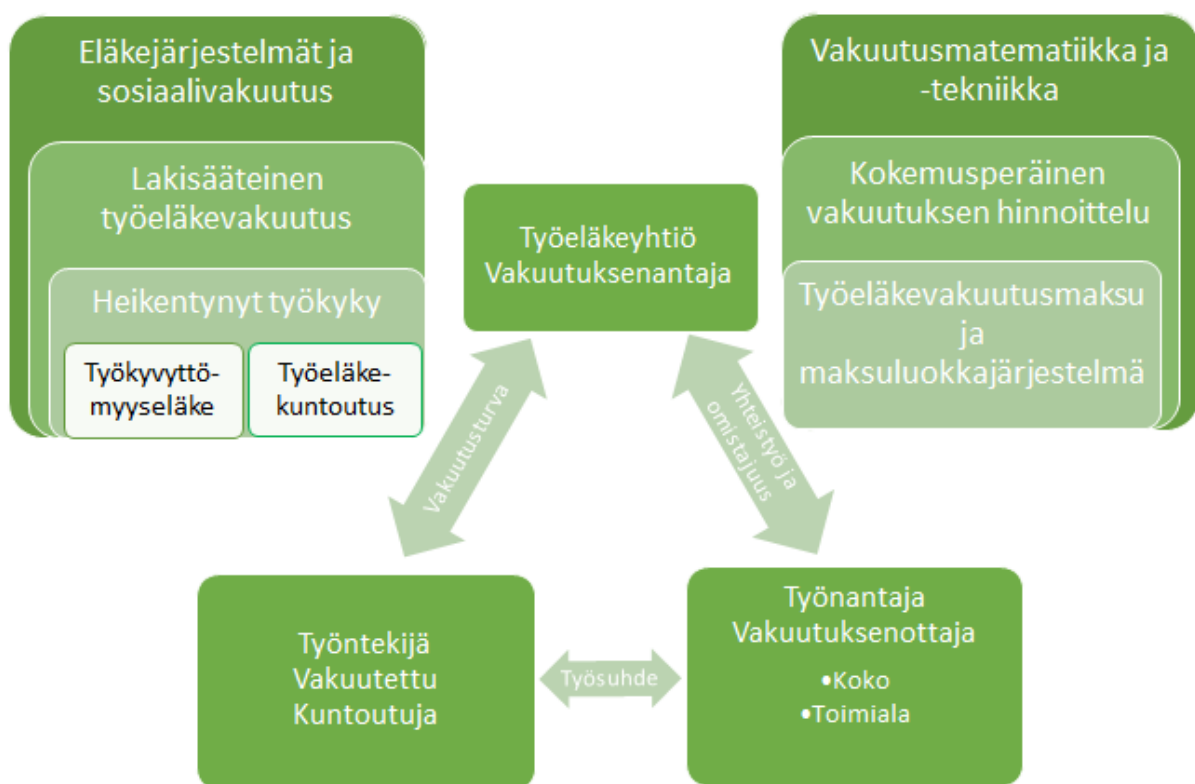 Eläkejärjestelmät ja
sosiaalivakuutus
Lakisääteinen
työeläkevakuutus
Heikentynyt työkyky
Työkyvyttö-
myyseläke
Työeläke-
kuntoutus
Vakuutusmatematiikka ja
-tekniikka
Kokemusperäinen
vakuutuksen hinnoittelu
Työeläkevakuutusmaksu
ja
maksuluokkajärjestelmä
Työeläkeyhtiö
Vakuutuksenantaja
Vakuutusturva
Yhteistyö ja
omistajuus
Työntekijä
Vakuutettu
Kuntoutuja
Työsuhde
Työnantaja
Vakuutuksenottaja
•Koko
•Toimiala